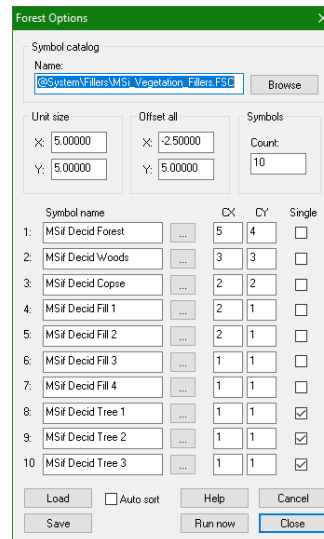 Forest Options
Symbol catalog
Name:
@System\Fillers\MSi_Vegetation_Fillers.FSC Browse
Unit size Offset all Symbols
X: 5.00000 X: -2.50000 Count:
Y: 5.00000 Y: 5.00000 10
Symbol name CX CY Single
1: MSif Decid Forest ... 5 4
2: MSif Decid Woods ... 3 3
3: MSif Decid Copse ... 2 2
4: MSif Decid Fill 1 ... 2 1
5: MSif Decid Fill 2 ... 2 1
6: MSif Decid Fill 3 ... 1 1
7: MSif Decid Fill 4 ... 1 1
8: MSif Decid Tree 1 ... 1 1
9: MSif Decid Tree 2 ... 1 1
10 MSif Decid Tree 3 ... 1 1
Load Auto sort Help Cancel
Save Run now Close